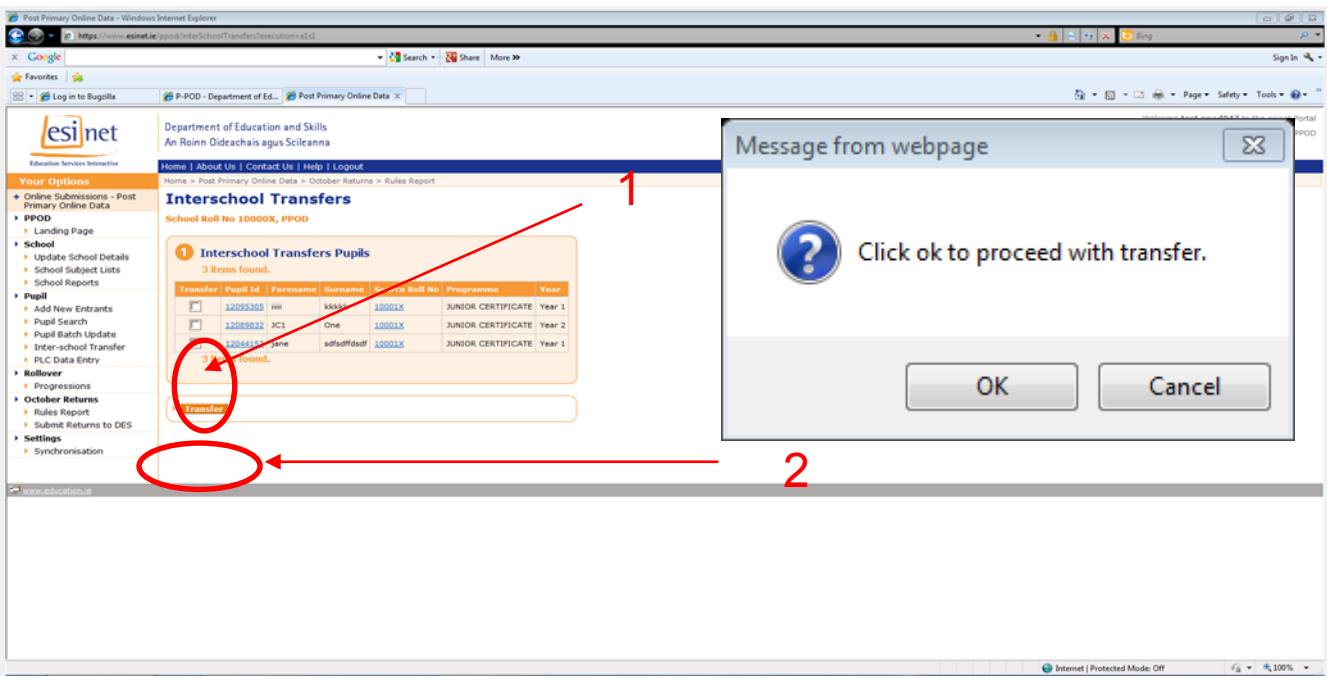 Post Primary Online Data - Windows Internet Explorer
https://www.esinet.ie/ppod/interSchoolTransfers?execution=e1s1
Bing
x Google Search Share More »
Sign In
Favorites
Log in to Bugzilla P-POD - Department of Ed... Post Primary Online Data
Page Safety Tools
esinet
Education Services Interactive
Department of Education and Skills
An Roinn Oideachais agus Scileanna
Home | About Us | Contact Us | Help | Logout
Home > Post Primary Online Data > October Returns > Rules Report
Your Options
Online Submissions - Post
Primary Online Data
PPOD
Landing Page
School
Update School Details
School Subject Lists
School Reports
Pupil
Add New Entrants
Pupil Search
Pupil Batch Update
Inter-school Transfer
PLC Data Entry
Rollover
Progressions
October Returns
Rules Report
Submit Returns to DES
Settings
Synchronisation
Interschool Transfers
School Roll No 10000X, PPOD
1 Interschool Transfers Pupils
3 items found.
Transfer Pupil Id Forename Surname Source Roll No Programme Year
12095305 iiiii kkkkk 10001X JUNIOR CERTIFICATE Year 1
12089832 JC1 One 10001X JUNIOR CERTIFICATE Year 2
12044153 jane sdfsdffdsdf 10001X JUNIOR CERTIFICATE Year 1
3 items found.
Transfer
1
2
Message from webpage
Click ok to proceed with transfer.
OK Cancel
PPOD
www.education.ie
Internet | Protected Mode: Off
100%